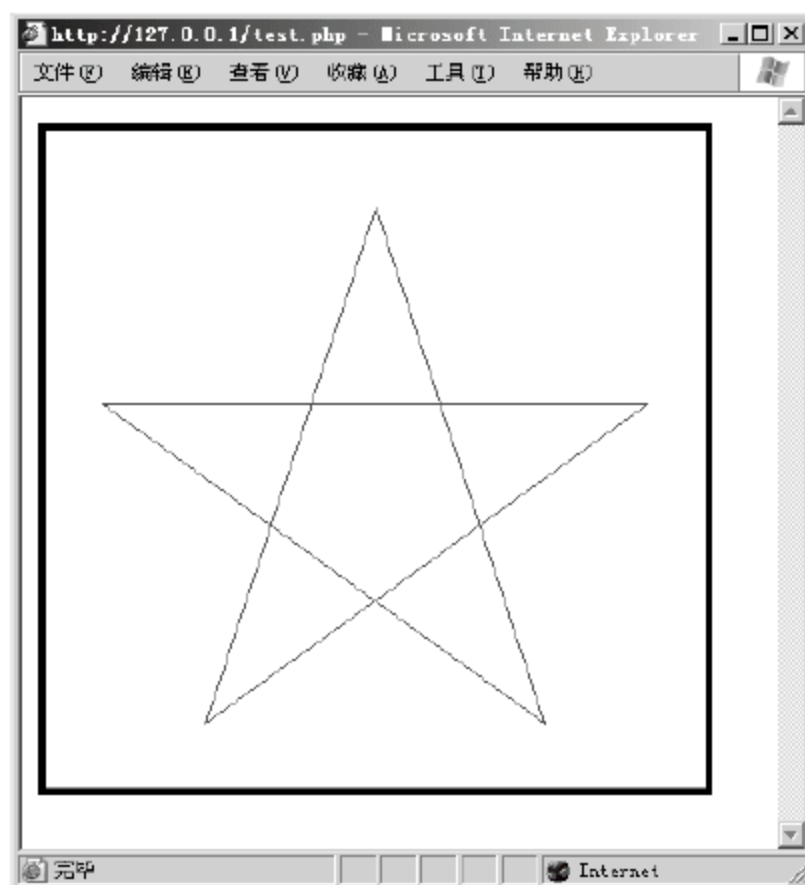 http://127.0.0.1/test.php - Microsoft Internet Explorer
文件(F) 编辑(E) 查看(V) 收藏(A) 工具(T) 帮助(H)
完毕
Internet